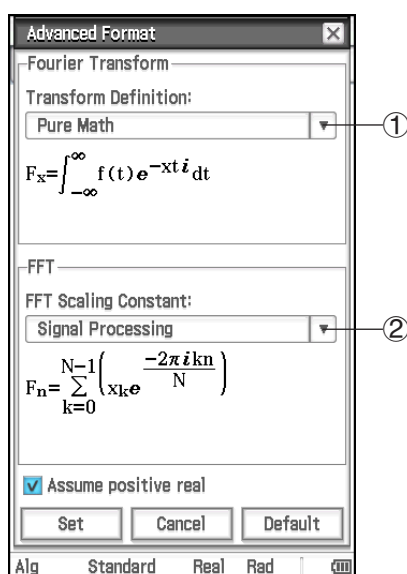 Advanced Format
Fourier Transform
Transform Definition:
Pure Math
①
Fx=∫∞−∞ f(t)e−xti dt
FFT
FFT Scaling Constant:
Signal Processing
②
Fn=N−1∑k=0(xke−2πikn/N)
Assume positive real
Set Cancel Default
Alg Standard Real Rad